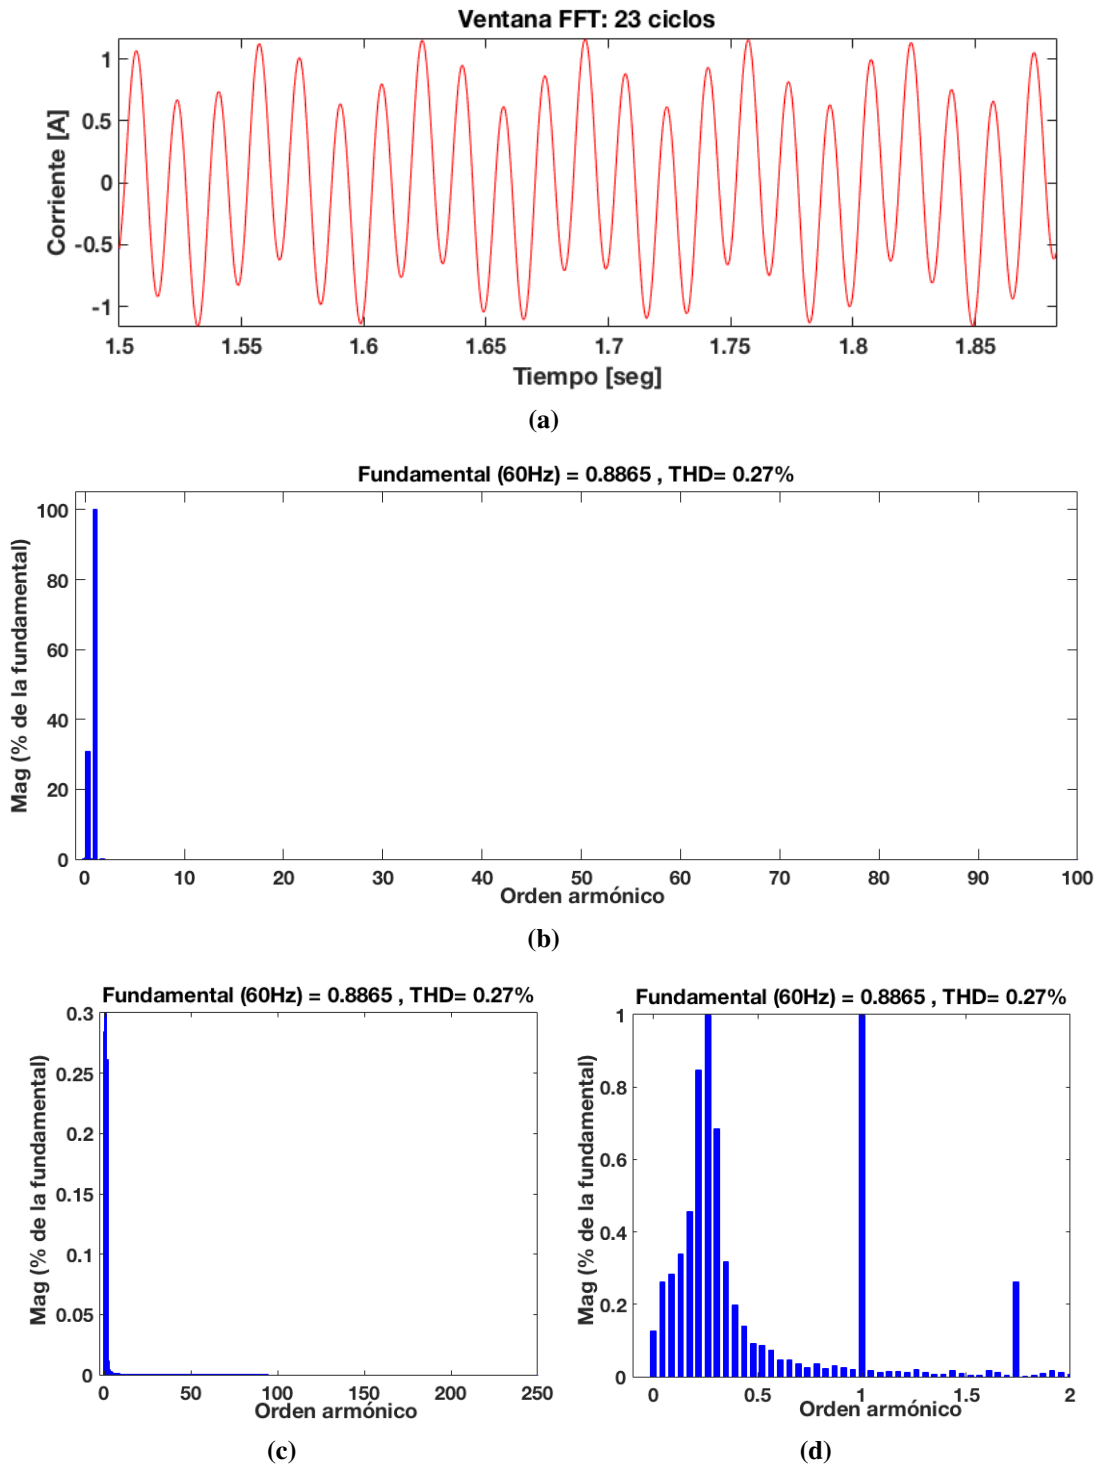 Ventana FFT: 23 ciclos
Corriente [A]
1
0.5
0
-0.5
-1
1.5 1.55 1.6 1.65 1.7 1.75 1.8 1.85
Tiempo [seg]
(a)
Fundamental (60Hz) = 0.8865 , THD= 0.27%
Mag (% de la fundamental)
100
80
60
40
20
0
0 10 20 30 40 50 60 70 80 90 100
Orden armónico
(b)
Fundamental (60Hz) = 0.8865 , THD= 0.27%
Mag (% de la fundamental)
0.3
0.25
0.2
0.15
0.1
0.05
0
0 50 100 150 200 250
Orden armónico
(c)
Fundamental (60Hz) = 0.8865 , THD= 0.27%
Mag (% de la fundamental)
1
0.8
0.6
0.4
0.2
0
0 0.5 1 1.5 2
Orden armónico
(d)